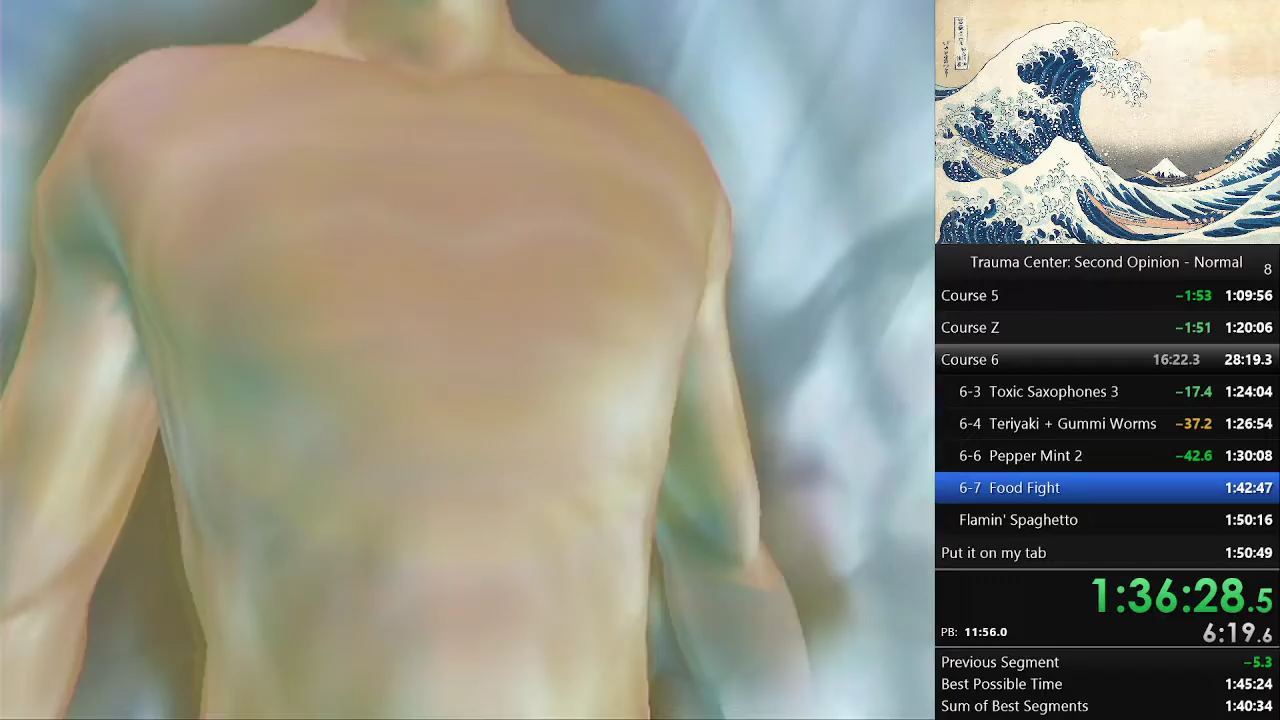 Trauma Center: Second Opinion - Normal
8
Course 5 −1:53 1:09:56
Course Z −1:51 1:20:06
Course 6 16:22.3 28:19.3
6-3 Toxic Saxophones 3 −17.4 1:24:04
6-4 Teriyaki + Gummi Worms −37.2 1:26:54
6-6 Pepper Mint 2 −42.6 1:30:08
6-7 Food Fight 1:42:47
Flamin' Spaghetto 1:50:16
Put it on my tab 1:50:49
1:36:28.5
PB: 11:56.0 6:19.6
Previous Segment −5.3
Best Possible Time 1:45:24
Sum of Best Segments 1:40:34